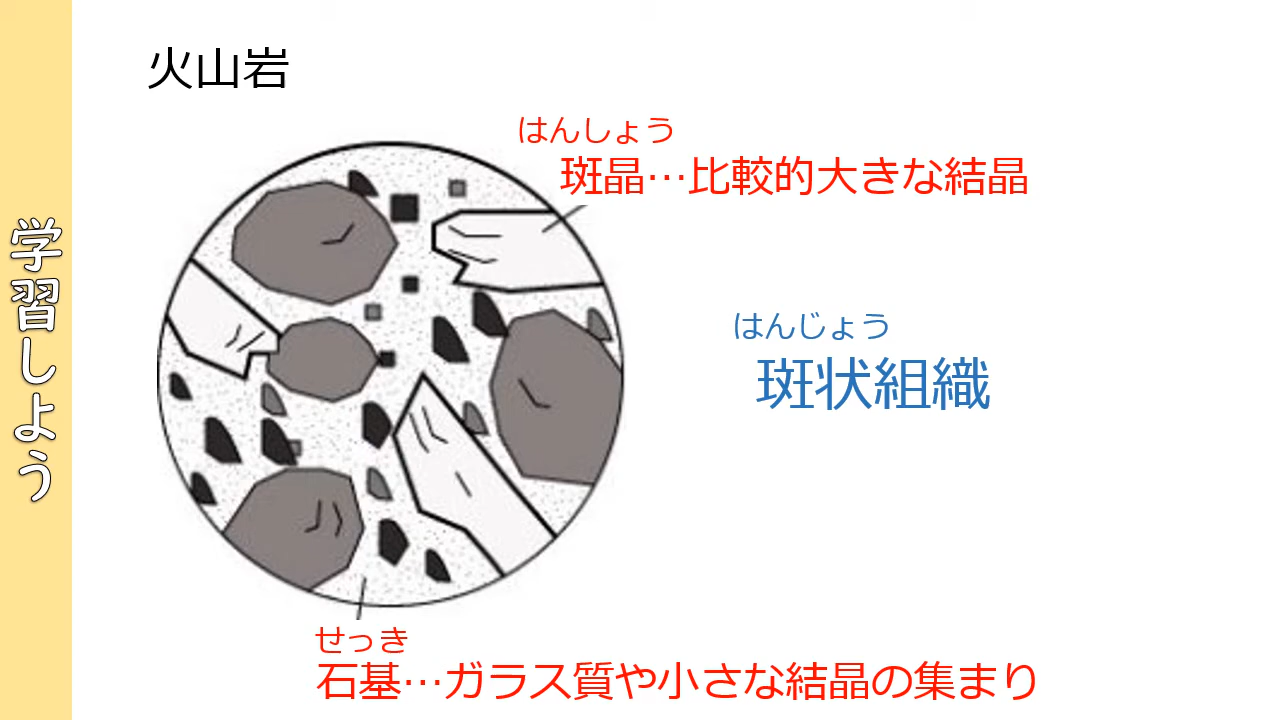 学習しよう
火山岩
はんしょう
斑晶…比較的大きな結晶
はんじょう
斑状組織
せっき
石基…ガラス質や小さな結晶の集まり